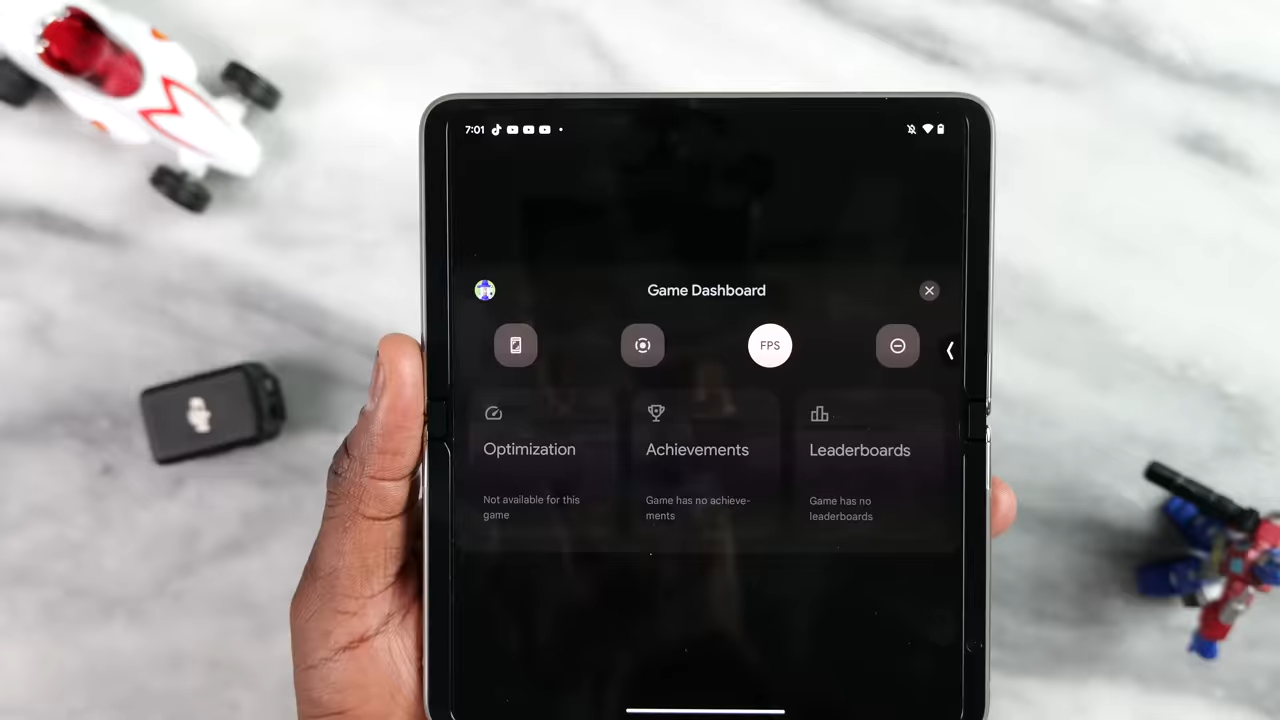 7:01
Game Dashboard
FPS
Optimization
Achievements
Leaderboards
Not available for this
game
Game has no achieve-
ments
Game has no
leaderboards
M